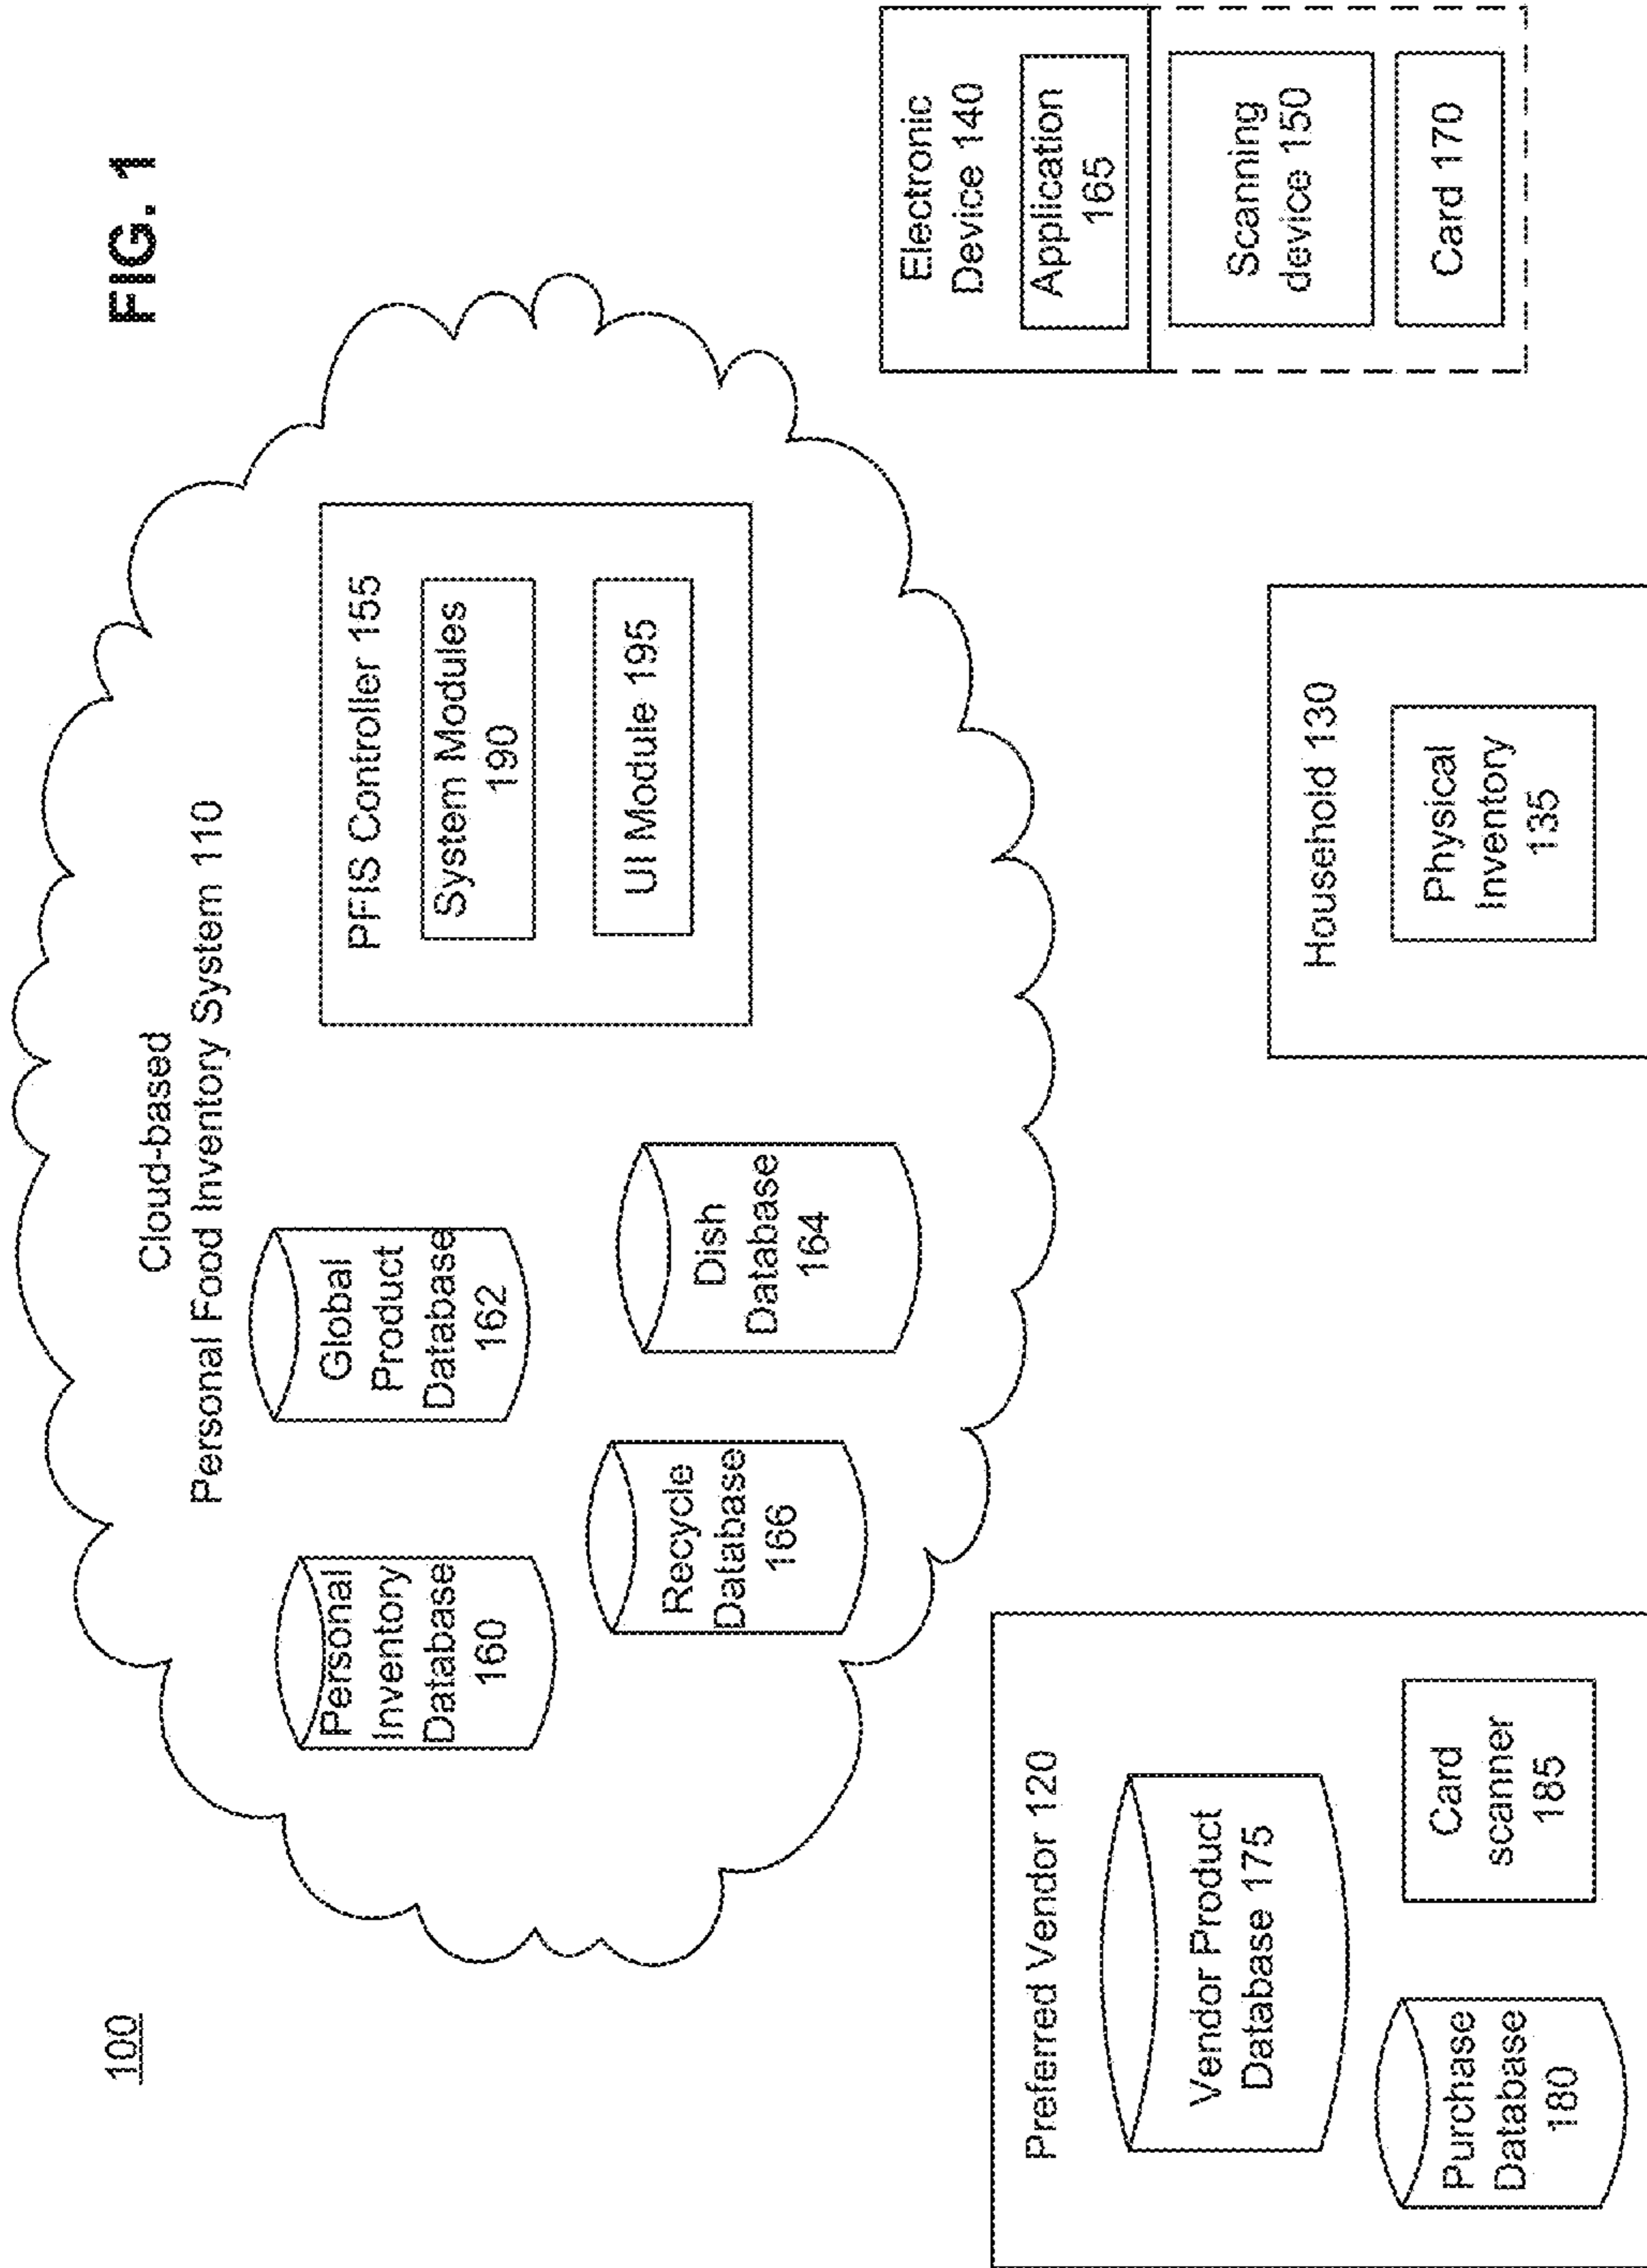 100
FIG. 1
Cloud-based
Personal Food Inventory System 110
Personal
Inventory
Database
160
Global
Product
Database
162
Recycle
Database
166
Dish
Database
164
PFIS Controller 155
System Modules
190
UI Module 195
Preferred Vendor 120
Vendor Product
Database 175
Purchase
Database
180
Card
scanner
185
Household 130
Physical
Inventory
135
Electronic
Device 140
Application
165
Scanning
device 150
Card 170